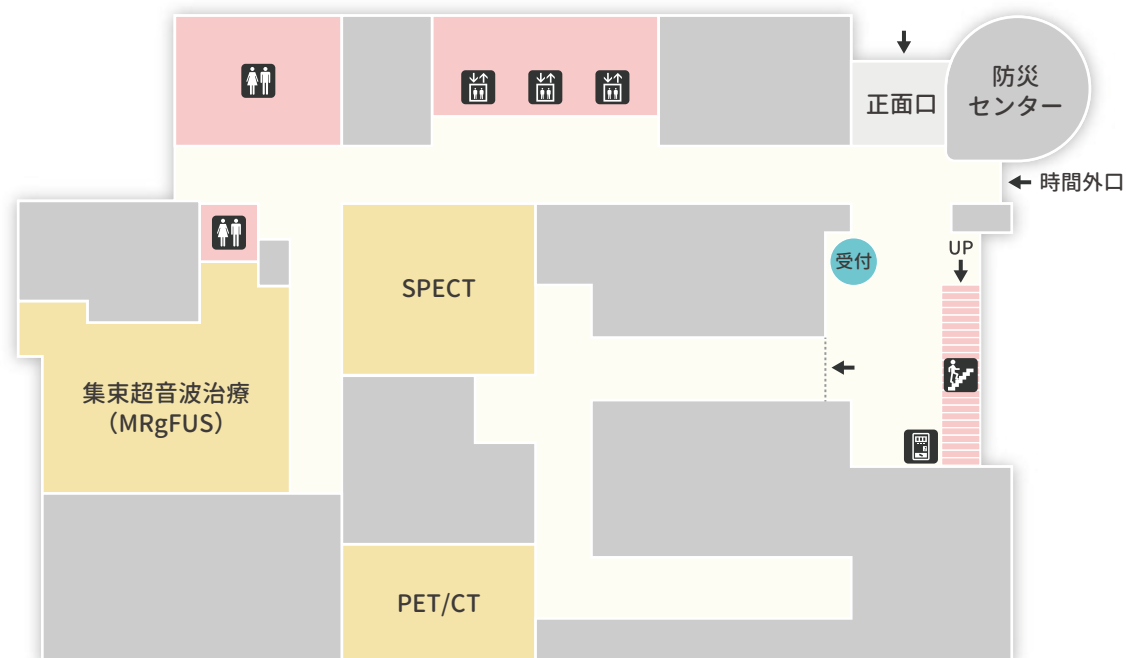 防災
センター
正面口
時間外口
UP
受付
SPECT
集束超音波治療
（MRgFUS）
PET/CT